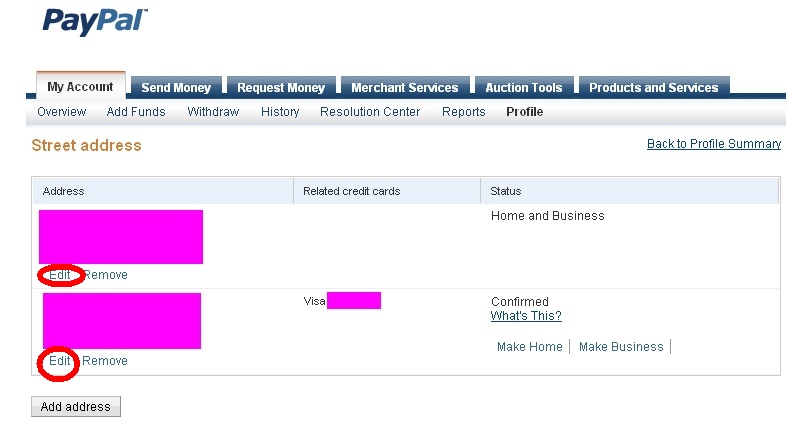 PayPal™
My Account Send Money Request Money Merchant Services Auction Tools Products and Services
Overview Add Funds Withdraw History Resolution Center Reports Profile
Street address Back to Profile Summary
Address Related credit cards Status
Home and Business
Edit Remove
Visa Confirmed
What's This?
Make Home Make Business
Edit Remove
Add address